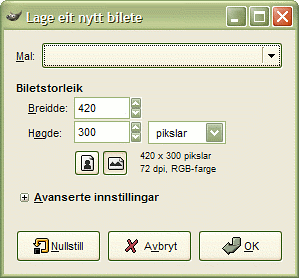 Lage eit nytt bilete
Mal:
Biletstorleik
Breidde: 420
Høgde: 300 pikslar
420 x 300 pikslar
72 dpi, RGB-farge
Avanserte innstillingar
Nullstill Avbryt OK